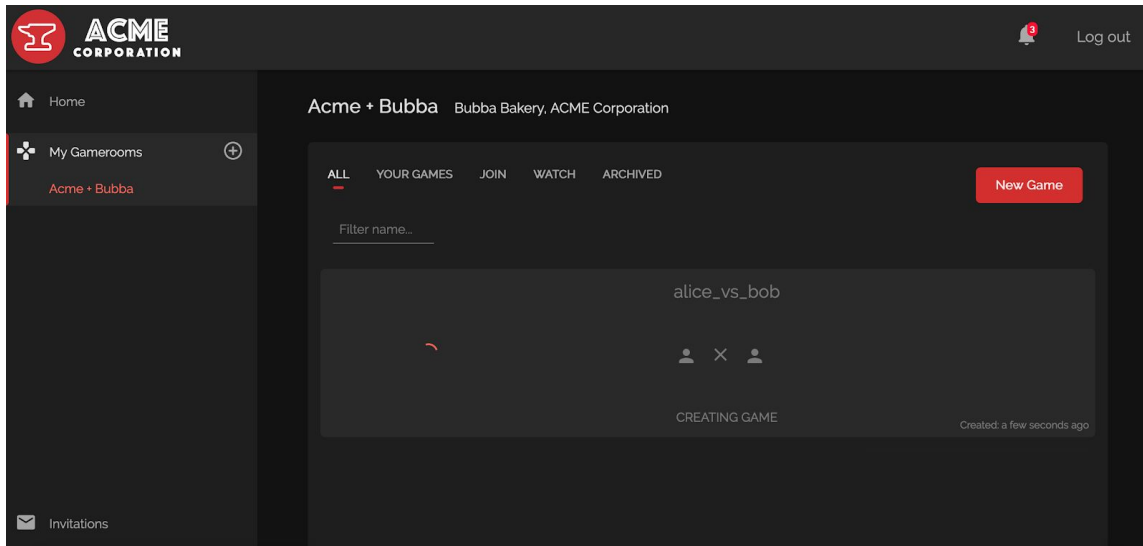 ACME
CORPORATION
3
Log out
Home
My Gamerooms
Acme + Bubba
Invitations
Acme + Bubba Bubba Bakery, ACME Corporation
ALL YOUR GAMES JOIN WATCH ARCHIVED
New Game
Filter name...
alice_vs_bob
CREATING GAME
Created: a few seconds ago